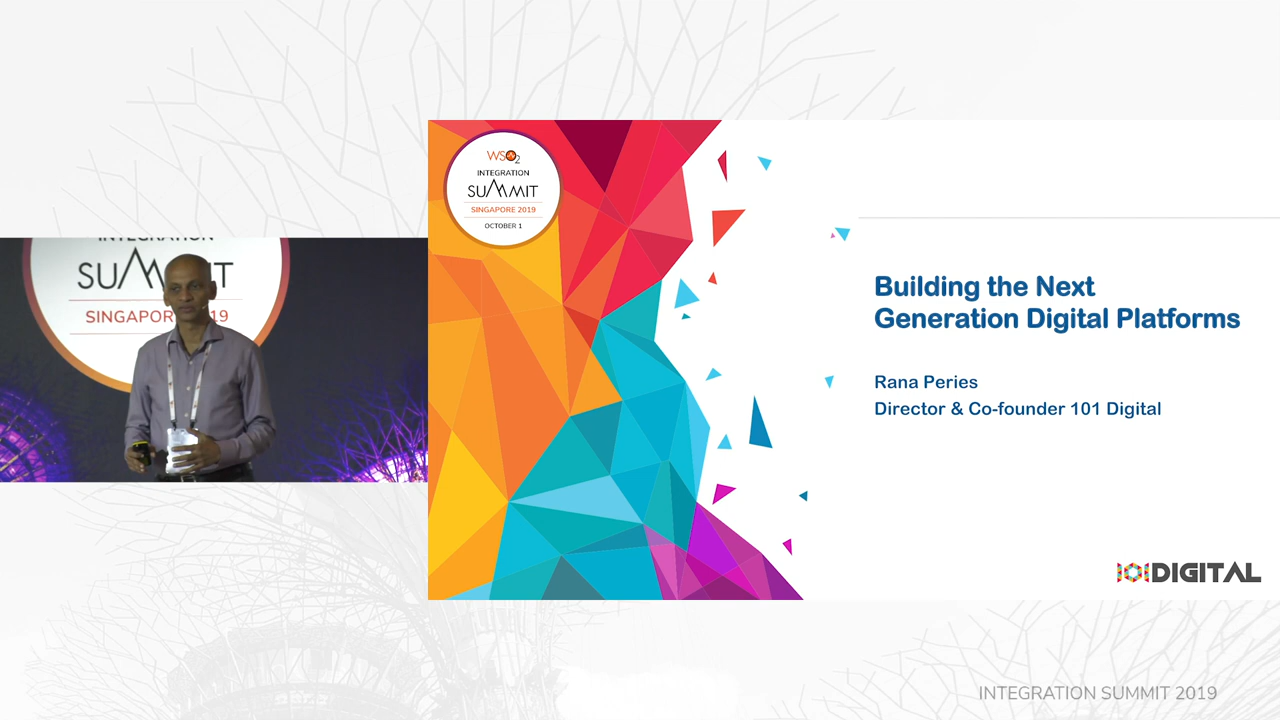 INTEGRATION
SUMMIT
SINGAPORE 2019
WSO2
INTEGRATION
SUMMIT
SINGAPORE 2019
OCTOBER 1
Building the Next
Generation Digital Platforms
Rana Peries
Director & Co-founder 101 Digital
101DIGITAL
INTEGRATION SUMMIT 2019